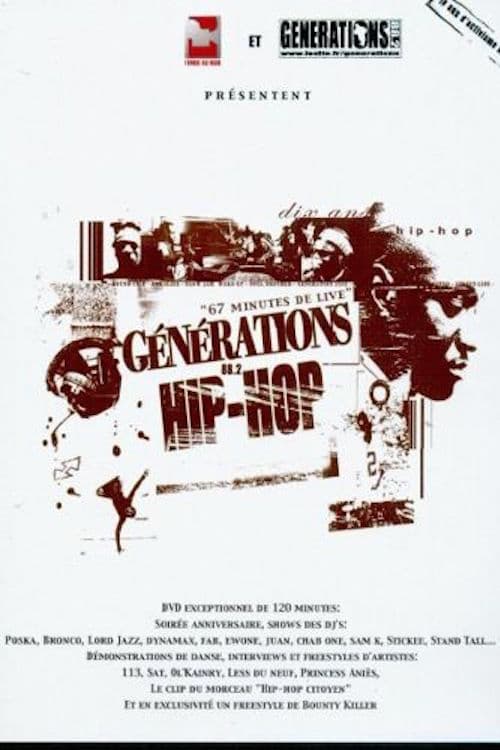 ET GENERATIONS 88.2
PRÉSENTENT
dix ans
hip-hop
"67 MINUTES DE LIVE"
GÉNÉRATIONS
88.2
HIP-HOP
DVD EXCEPTIONNEL DE 120 MINUTES:
SOIRÉE ANNIVERSAIRE, SHOWS DES DJ'S:
POSKA, BRONCO, LORD JAZZ, DYNAMAX, FAB, EWONE, JUAN, CHAB ONE, SAM K, STICKEE, STAND TALL...
DÉMONSTRATIONS DE DANSE, INTERVIEWS ET FREESTYLES D'ARTISTES:
113, SAT, OL'KAINRY, LESS DU NEUF, PRINCESS ANIÈS,
LE CLIP DU MORCEAU "HIP-HOP CITOYEN"
ET EN EXCLUSIVITÉ UN FREESTYLE DE BOUNTY KILLER